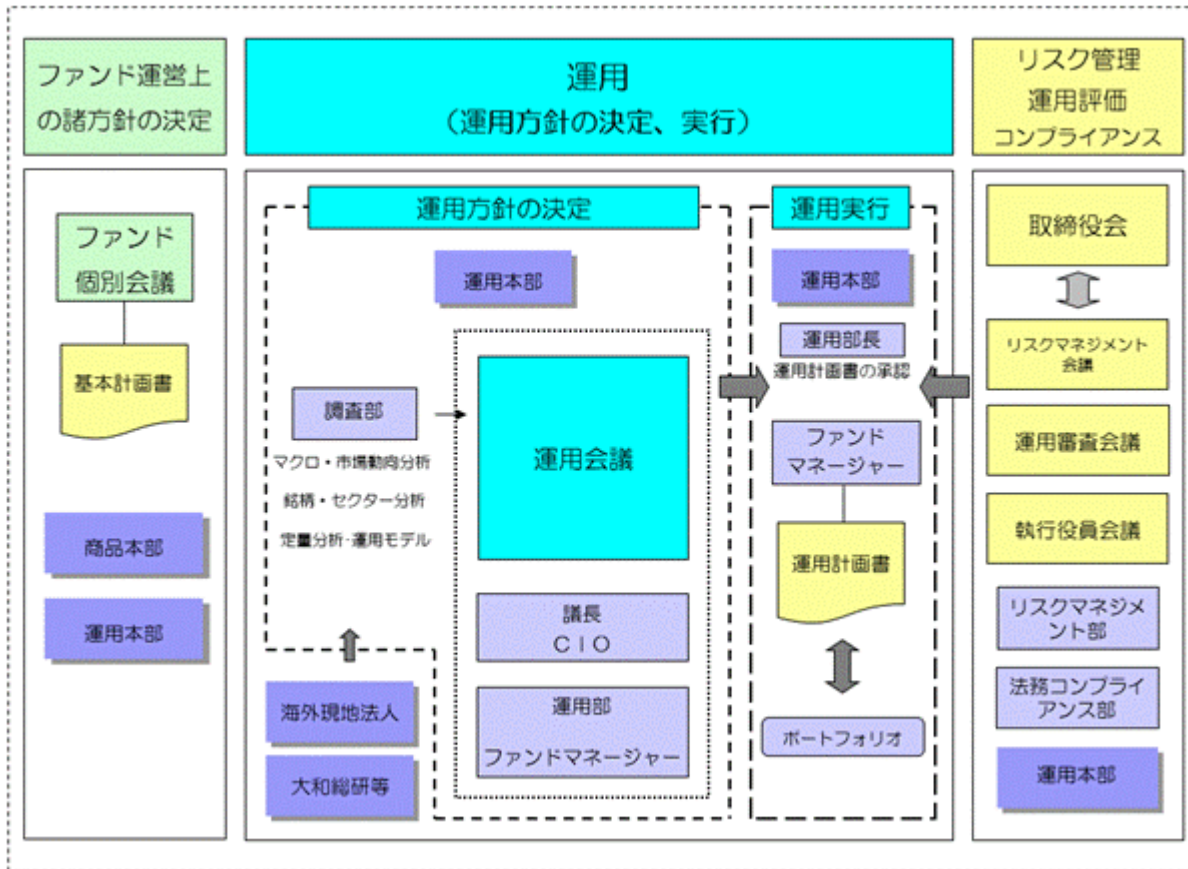 ファンド運営上
の諸方針の決定
ファンド
個別会議
基本計画書
商品本部
運用本部
運用
（運用方針の決定、実行）
運用方針の決定
運用本部
調査部
マクロ・市場動向分析
銘柄・セクター分析
定量分析･運用モデル
海外現地法人
大和総研等
運用会議
議長
ＣＩＯ
運用部
ファンドマネージャー
運用実行
運用本部
運用部長
運用計画書の承認
ファンド
マネージャー
運用計画書
ポートフォリオ
リスク管理
運用評価
コンプライアンス
取締役会
リスクマネジメント
会議
運用審査会議
執行役員会議
リスクマネジメ
ント部
法務コンプライ
アンス部
運用本部